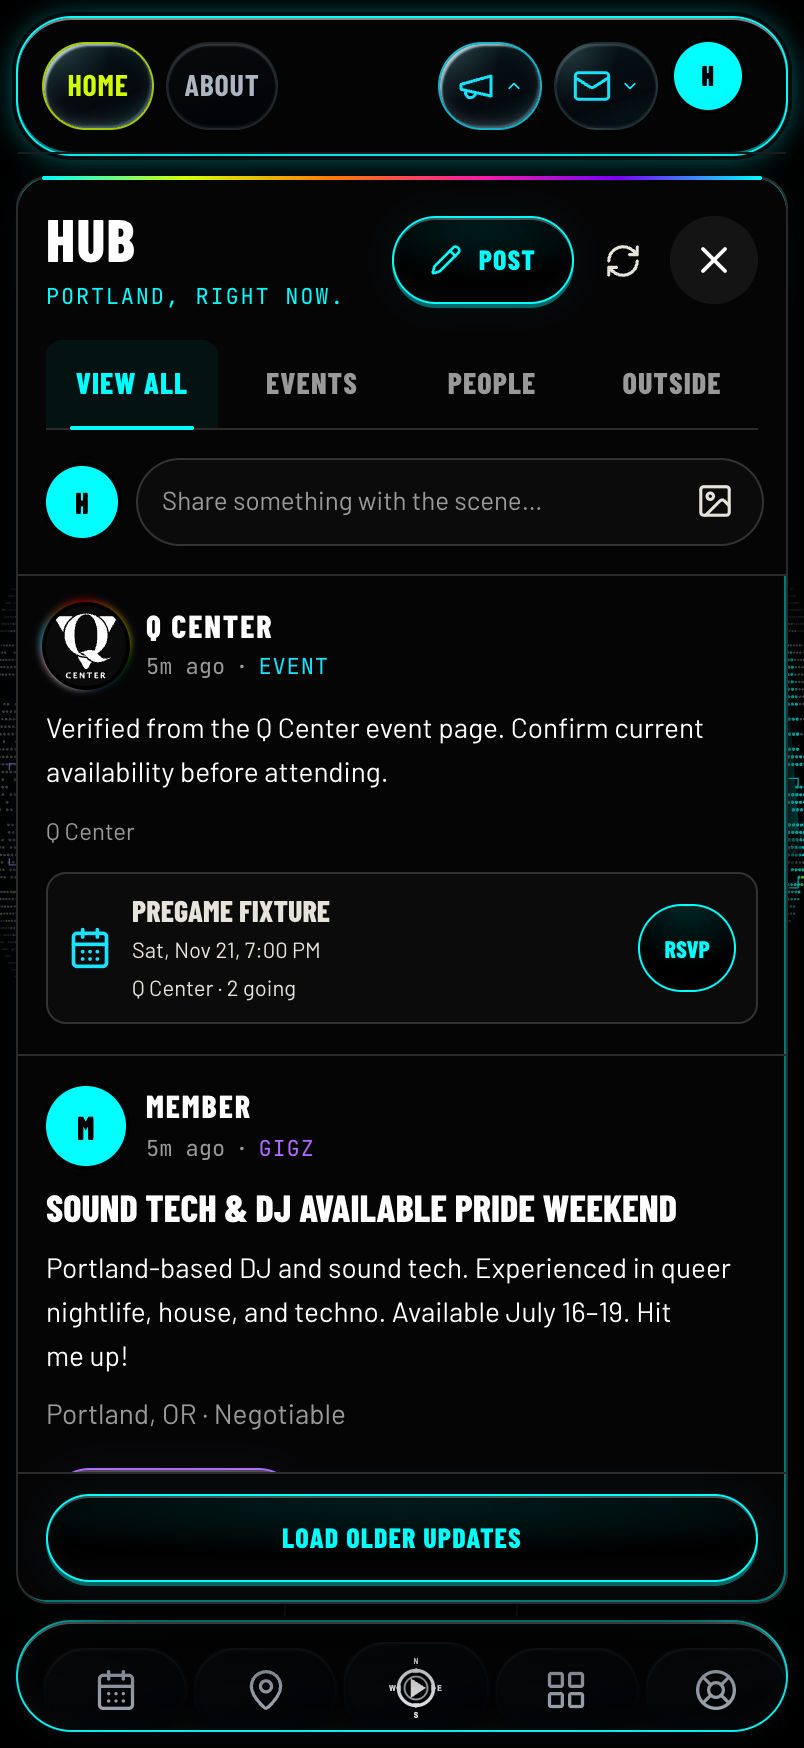 HOME
ABOUT
H
HUB
PORTLAND, RIGHT NOW.
POST
VIEW ALL
EVENTS
PEOPLE
OUTSIDE
H
Share something with the scene...
Q
CENTER
Q CENTER
5m ago · EVENT
Verified from the Q Center event page. Confirm current
availability before attending.
Q Center
PREGAME FIXTURE
Sat, Nov 21, 7:00 PM
Q Center · 2 going
RSVP
M
MEMBER
5m ago · GIGZ
SOUND TECH & DJ AVAILABLE PRIDE WEEKEND
Portland-based DJ and sound tech. Experienced in queer
nightlife, house, and techno. Available July 16–19. Hit
me up!
Portland, OR · Negotiable
LOAD OLDER UPDATES
N
W
E
S